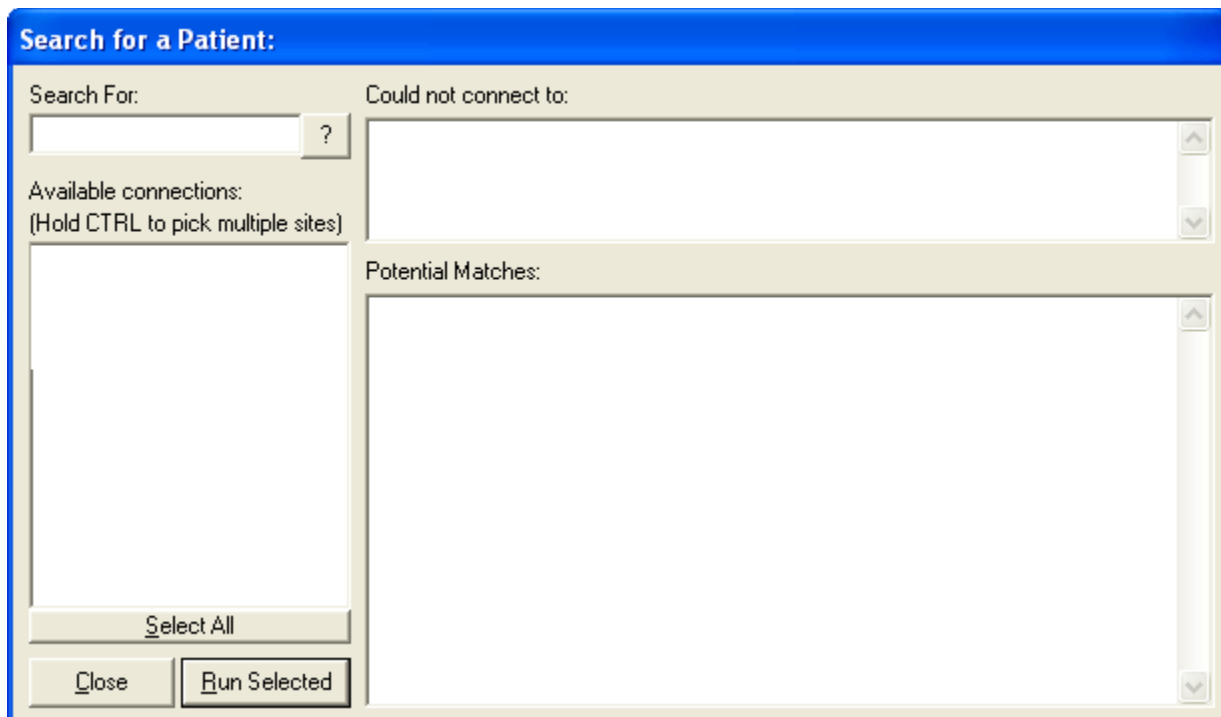 Search for a Patient:
Search For:
?
Available connections:
(Hold CTRL to pick multiple sites)
Select All
Close
Run Selected
Could not connect to:
Potential Matches: